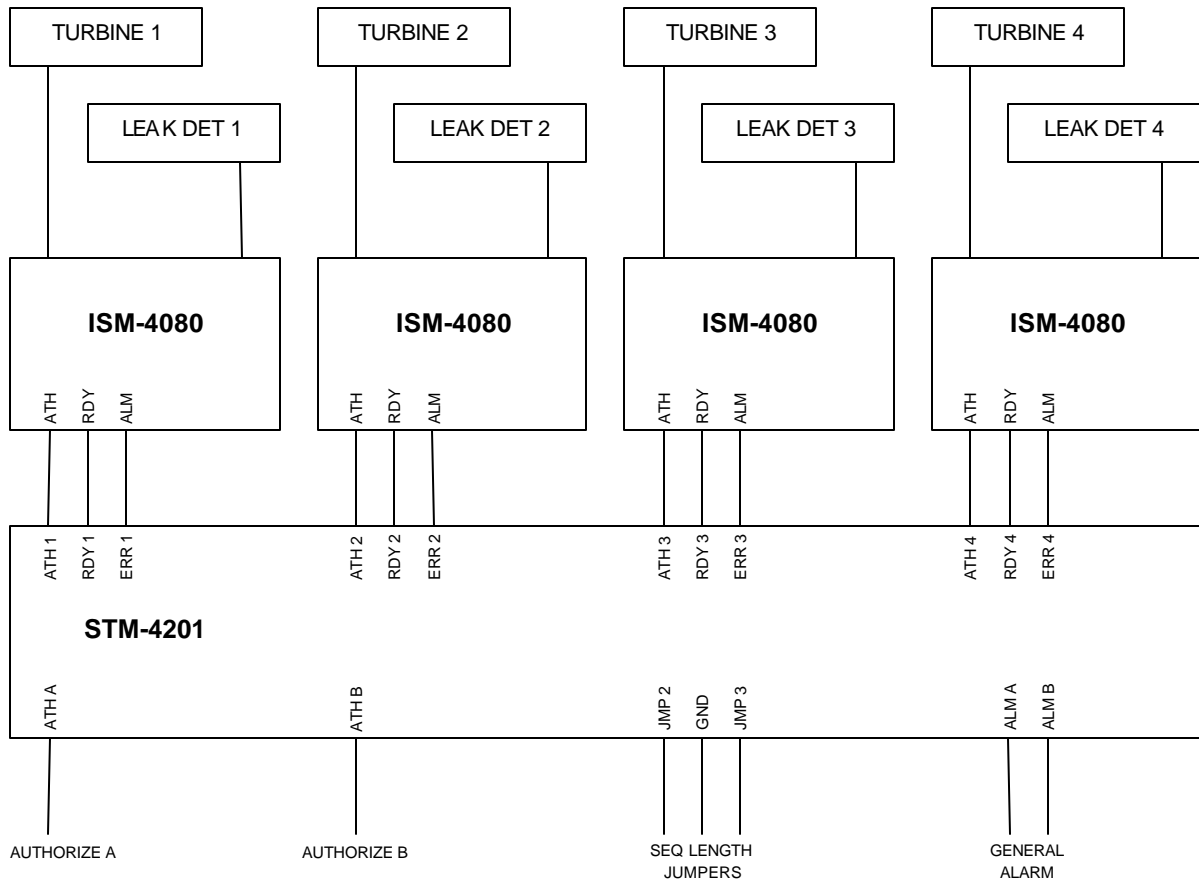 TURBINE 1
TURBINE 2
TURBINE 3
TURBINE 4
LEAK DET 1
LEAK DET 2
LEAK DET 3
LEAK DET 4
ISM-4080
ISM-4080
ISM-4080
ISM-4080
ATH
RDY
ALM
ATH
RDY
ALM
ATH
RDY
ALM
ATH
RDY
ALM
ATH 1
RDY 1
ERR 1
ATH 2
RDY 2
ERR 2
ATH 3
RDY 3
ERR 3
ATH 4
RDY 4
ERR 4
STM-4201
ATH A
ATH B
JMP 2
GND
JMP 3
ALM A
ALM B
AUTHORIZE A
AUTHORIZE B
SEQ LENGTH
JUMPERS
GENERAL
ALARM